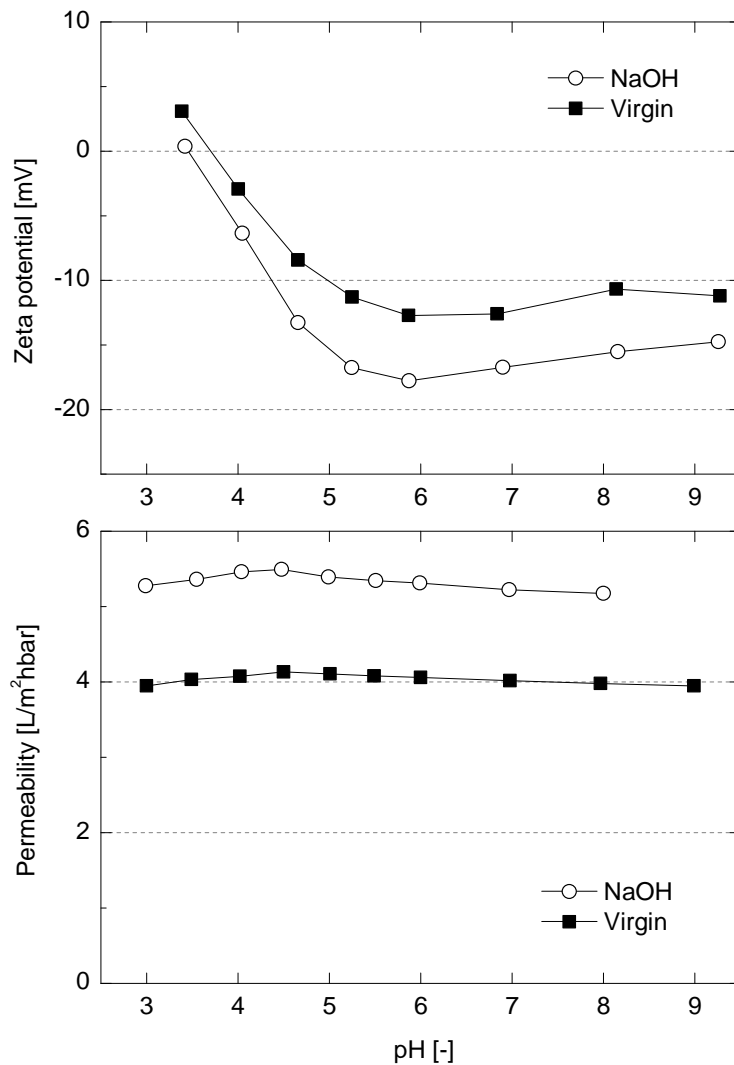 10
0
-10
-20
Zeta potential [mV]
NaOH
Virgin
3 4 5 6 7 8 9
6
4
2
0
Permeability [L/m²hbar]
NaOH
Virgin
3 4 5 6 7 8 9
pH [-]